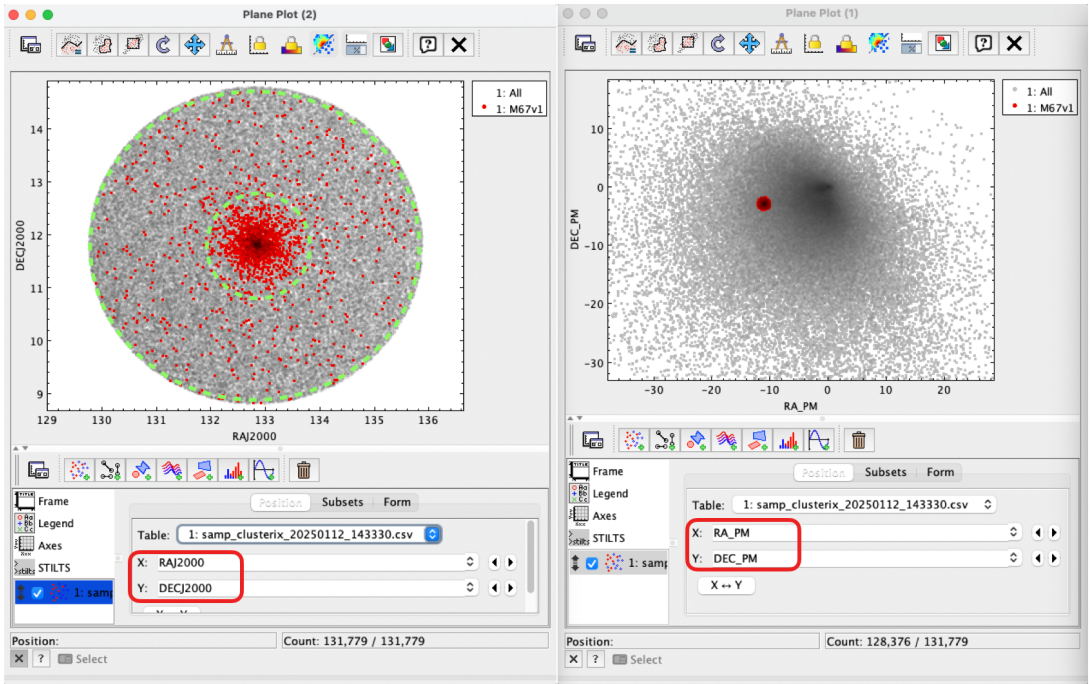 Plane Plot (2)
1: All
1: M67v1
14
13
12
11
10
9
DECJ2000
129 130 131 132 133 134 135 136
RAJ2000
Frame
Legend
Axes
>stilts STILTS
1: samp
Position Subsets Form
Table: 1: samp_clusterix_20250112_143330.csv
X: RAJ2000
Y: DECJ2000
Position:
Count: 131,779 / 131,779
? Select
Plane Plot (1)
1: All
1: M67v1
10
0
-10
-20
-30
DEC_PM
-30 -20 -10 0 10 20
RA_PM
Frame
Legend
Axes
>stilts STILTS
1: samp
Position Subsets Form
Table: 1: samp_clusterix_20250112_143330.csv
X: RA_PM
Y: DEC_PM
X ↔ Y
Position:
Count: 128,376 / 131,779
? Select